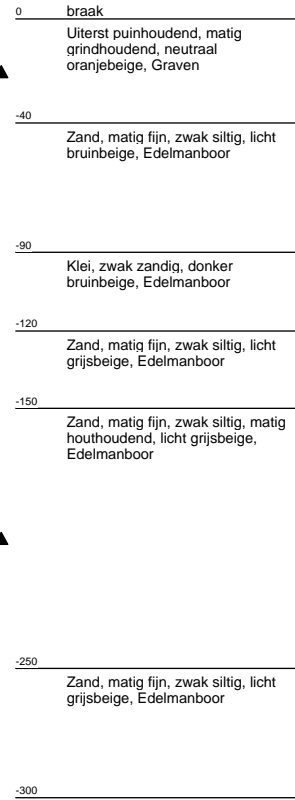 0 braak
Uiterst puinhoudend, matig
grindhoudend, neutraal
oranjebeige, Graven
-40
Zand, matig fijn, zwak siltig, licht
bruinbeige, Edelmanboor
-90
Klei, zwak zandig, donker
bruinbeige, Edelmanboor
-120
Zand, matig fijn, zwak siltig, licht
grijsbeige, Edelmanboor
-150
Zand, matig fijn, zwak siltig, matig
houthoudend, licht grijsbeige,
Edelmanboor
-250
Zand, matig fijn, zwak siltig, licht
grijsbeige, Edelmanboor
-300